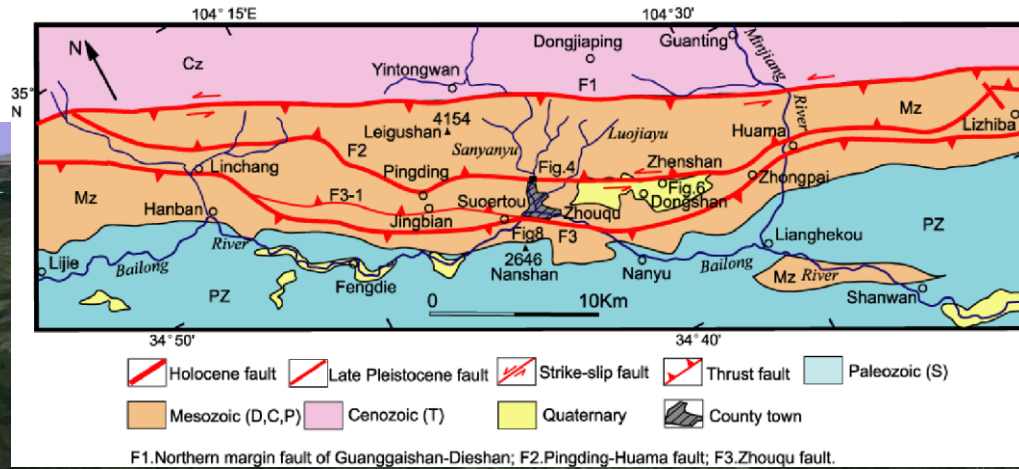 104°15'E
104°30'
N
35°
N
Cz
Dongjiaping
Guanting
Minjiang
Yintongwan
F1
River
Mz
4154
Leigushan
Sanyanyu
Luojiayu
Huama
Lizhiba
F2
Linchang
Pingding
Fig.4
Zhenshan
Zhongpai
F3-1
Fig.6
Dongshan
Mz
Hanban
Suoertou
Zhouqu
Jingbian
Fig8
F3
Lianghekou
PZ
River
2646
Lijie
Bailong
Nanshan
Nanyu
Bailong
Mz
River
PZ
Fengdie
Shanwan
0
10Km
34°50'
34°40'
Holocene fault
Late Pleistocene fault
Strike-slip fault
Thrust fault
Paleozoic (S)
Mesozoic (D,C,P)
Cenozoic (T)
Quaternary
County town
F1.Northern margin fault of Guanggaishan-Dieshan; F2.Pingding-Huama fault; F3.Zhouqu fault.